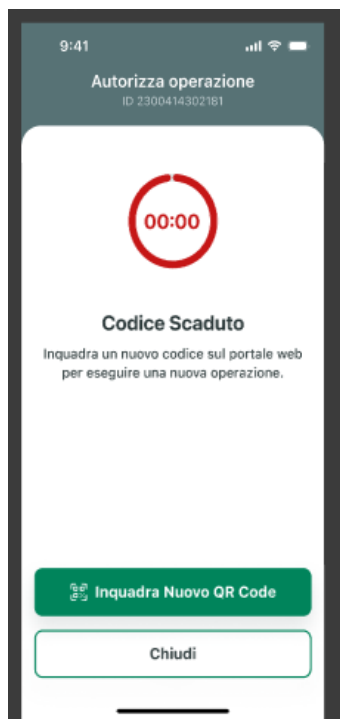 9:41
Autorizza operazione
ID 2300414302181
00:00
Codice Scaduto
Inquadra un nuovo codice sul portale web
per eseguire una nuova operazione.
Inquadra Nuovo QR Code
Chiudi